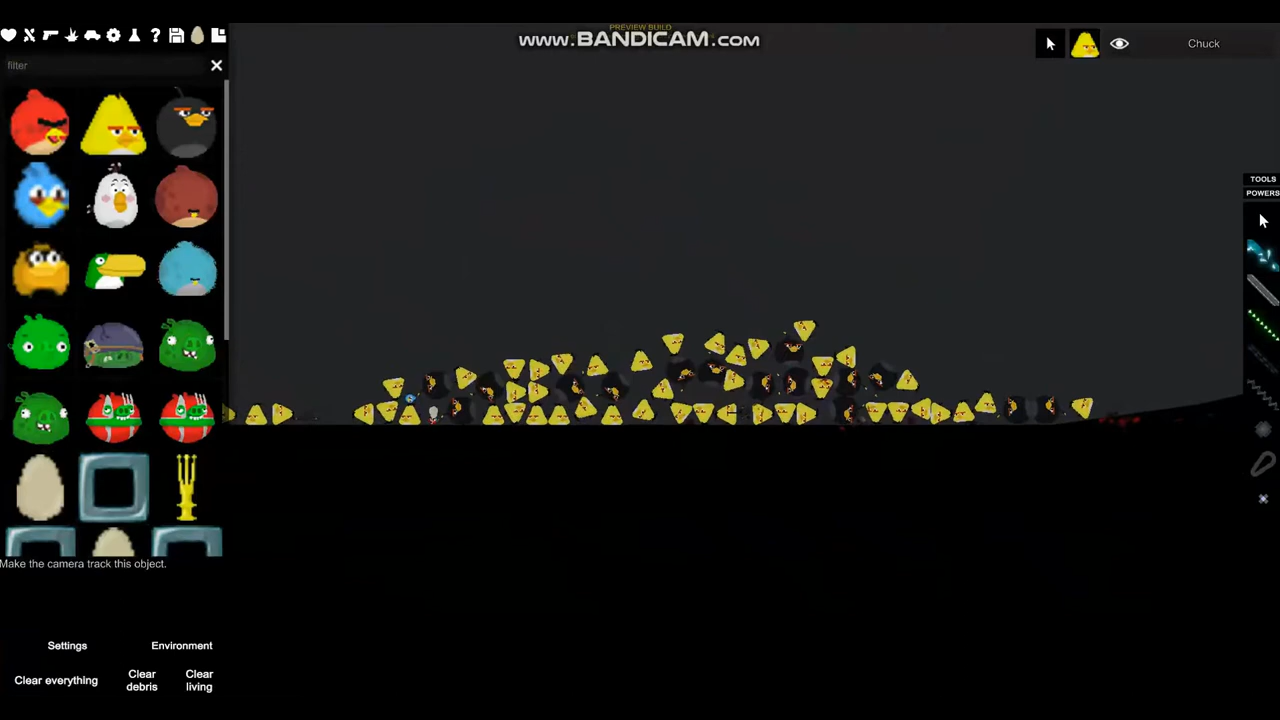 PREVIEW BUILD
www.BANDICAM.com
Chuck
filter
TOOLS
POWERS
Make the camera track this object.
Settings
Environment
Clear everything
Clear debris
Clear living